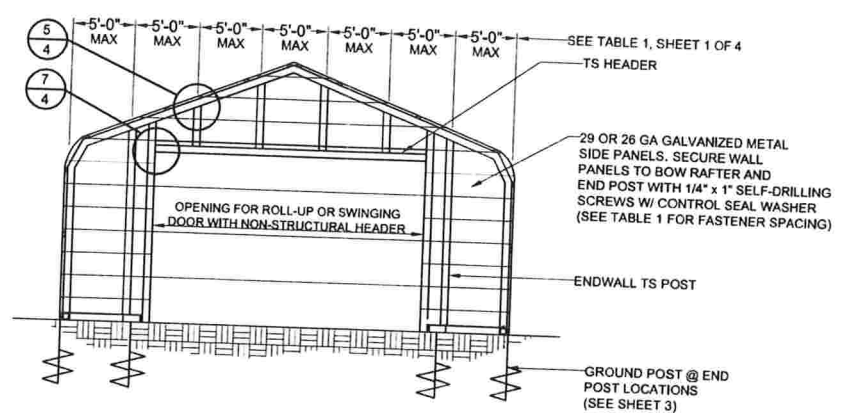 5'-0" 5'-0" 5'-0" 5'-0" 5'-0" 5'-0" 5'-0"
MAX MAX MAX MAX MAX MAX MAX
SEE TABLE 1, SHEET 1 OF 4
TS HEADER
5
4
7
4
29 OR 26 GA GALVANIZED METAL
SIDE PANELS. SECURE WALL
PANELS TO BOW RAFTER AND
END POST WITH 1/4" x 1" SELF-DRILLING
SCREWS W/ CONTROL SEAL WASHER
(SEE TABLE 1 FOR FASTENER SPACING)
OPENING FOR ROLL-UP OR SWINGING
DOOR WITH NON-STRUCTURAL HEADER
ENDWALL TS POST
GROUND POST @ END
POST LOCATIONS
(SEE SHEET 3)